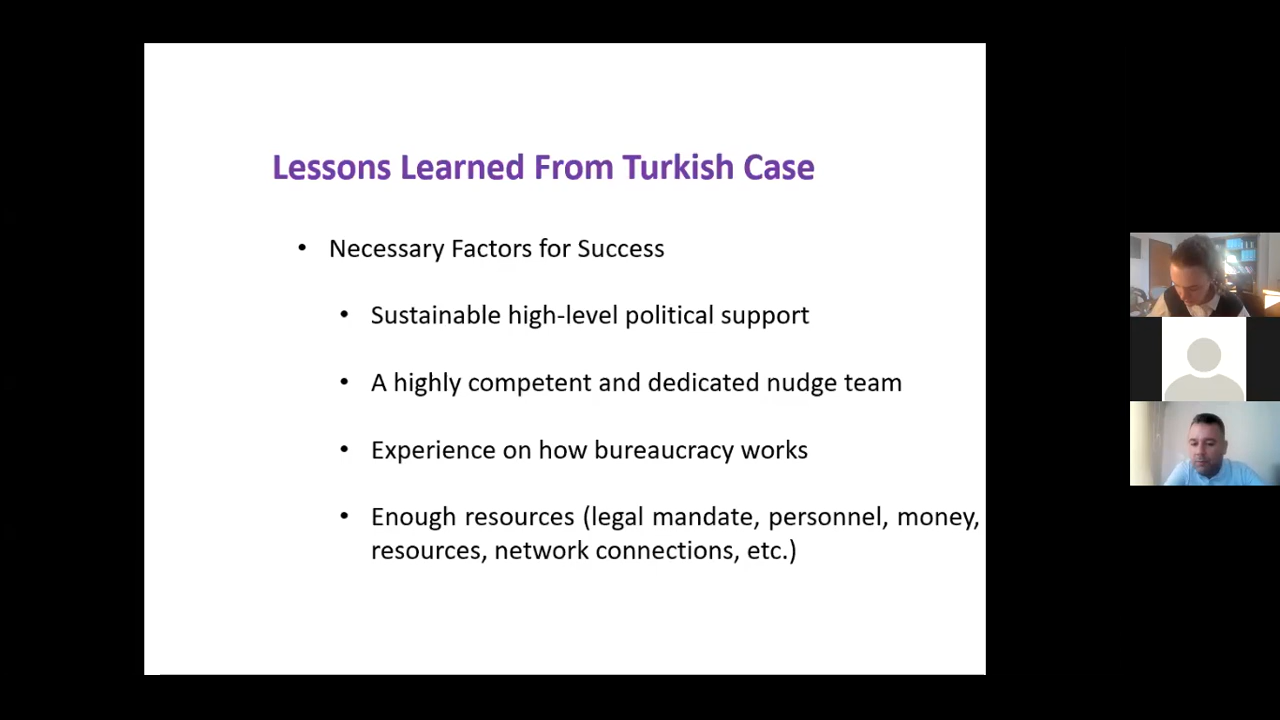 Lessons Learned From Turkish Case
• Necessary Factors for Success
• Sustainable high-level political support
• A highly competent and dedicated nudge team
• Experience on how bureaucracy works
• Enough resources (legal mandate, personnel, money,
resources, network connections, etc.)